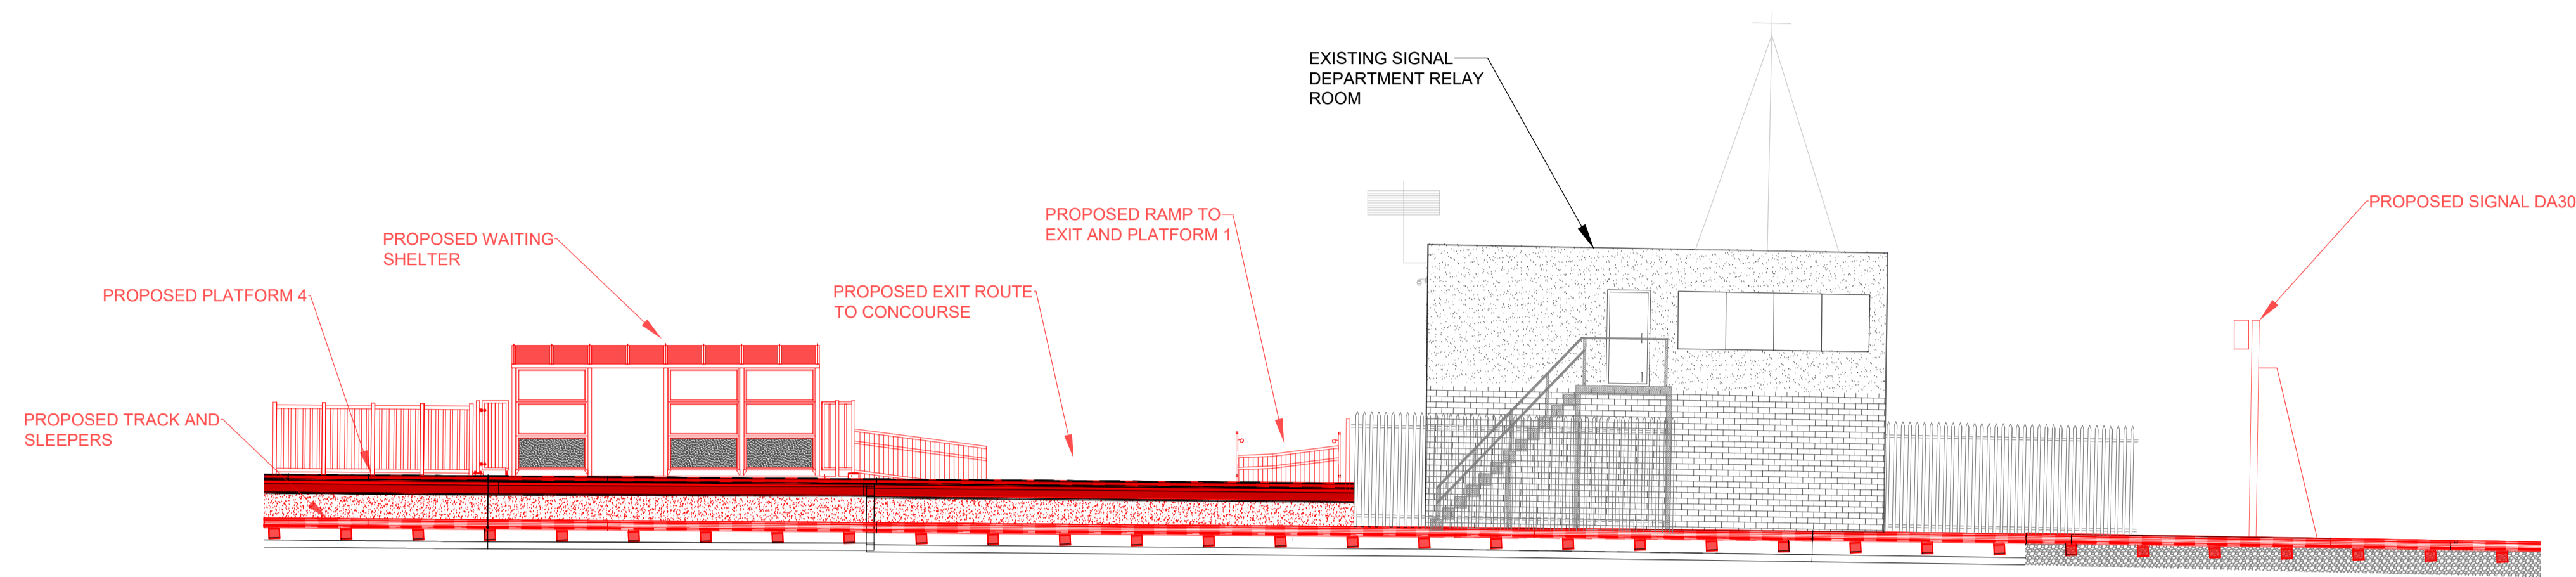 EXISTING SIGNAL
DEPARTMENT RELAY
ROOM
PROPOSED SIGNAL DA30
PROPOSED RAMP TO
EXIT AND PLATFORM 1
PROPOSED WAITING
SHELTER
PROPOSED EXIT ROUTE
TO CONCOURSE
PROPOSED PLATFORM 4
PROPOSED TRACK AND
SLEEPERS